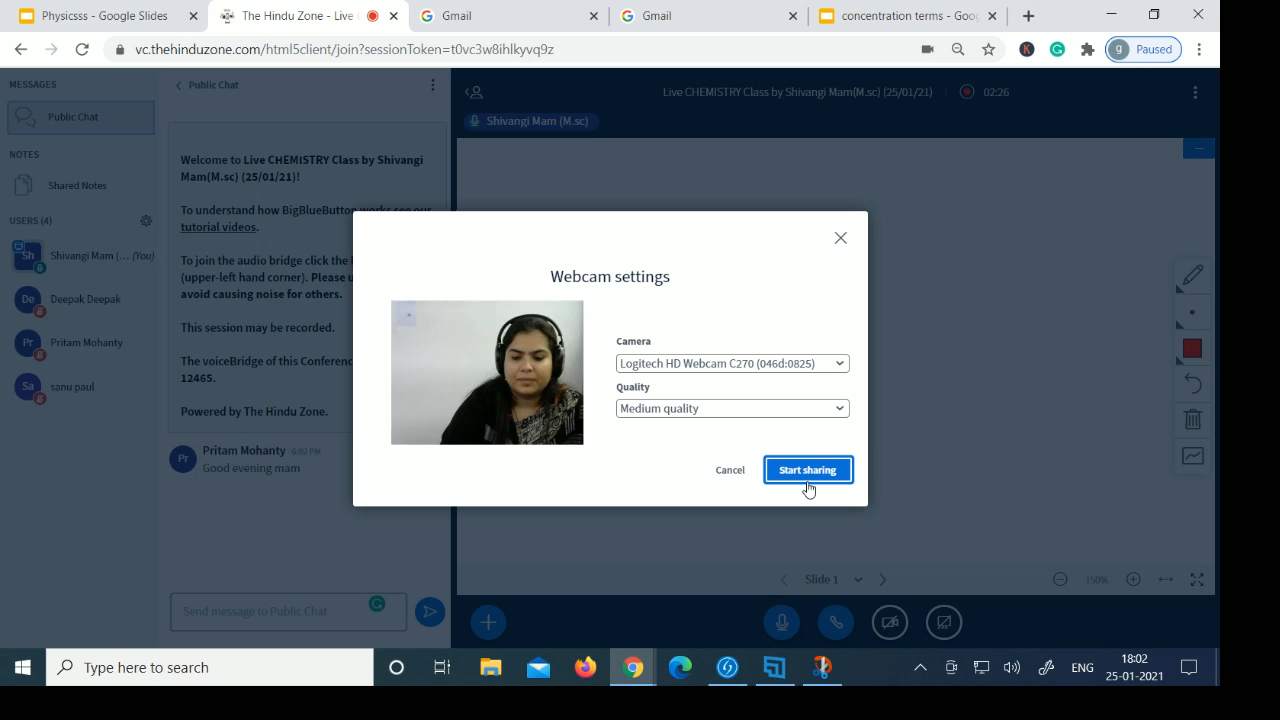 Physicsss - Google Slides
The Hindu Zone - Live
Gmail
Gmail
concentration terms - Goog
vc.thehinduzone.com/html5client/join?sessionToken=t0vc3w8ihlkyvq9z
g Paused
MESSAGES
Public Chat
NOTES
Shared Notes
USERS (4)
Sh Shivangi Mam (... (You)
De Deepak Deepak
Pr Pritam Mohanty
Sa sanu paul
Public Chat
Welcome to Live CHEMISTRY Class by Shivangi
Mam(M.sc) (25/01/21)!
To understand how BigBlueButton works see our
tutorial videos.
To join the audio bridge click the
(upper-left hand corner). Please u
avoid causing noise for others.
This session may be recorded.
The voiceBridge of this Conferenc
12465.
Powered by The Hindu Zone.
Pr Pritam Mohanty 6:02 PM
Good evening mam
Send message to Public Chat
Live CHEMISTRY Class by Shivangi Mam(M.sc) (25/01/21)
02:26
Shivangi Mam (M.sc)
Webcam settings
Camera
Logitech HD Webcam C270 (046d:0825)
Quality
Medium quality
Cancel
Start sharing
Slide 1
150%
Type here to search
ENG
18:02
25-01-2021